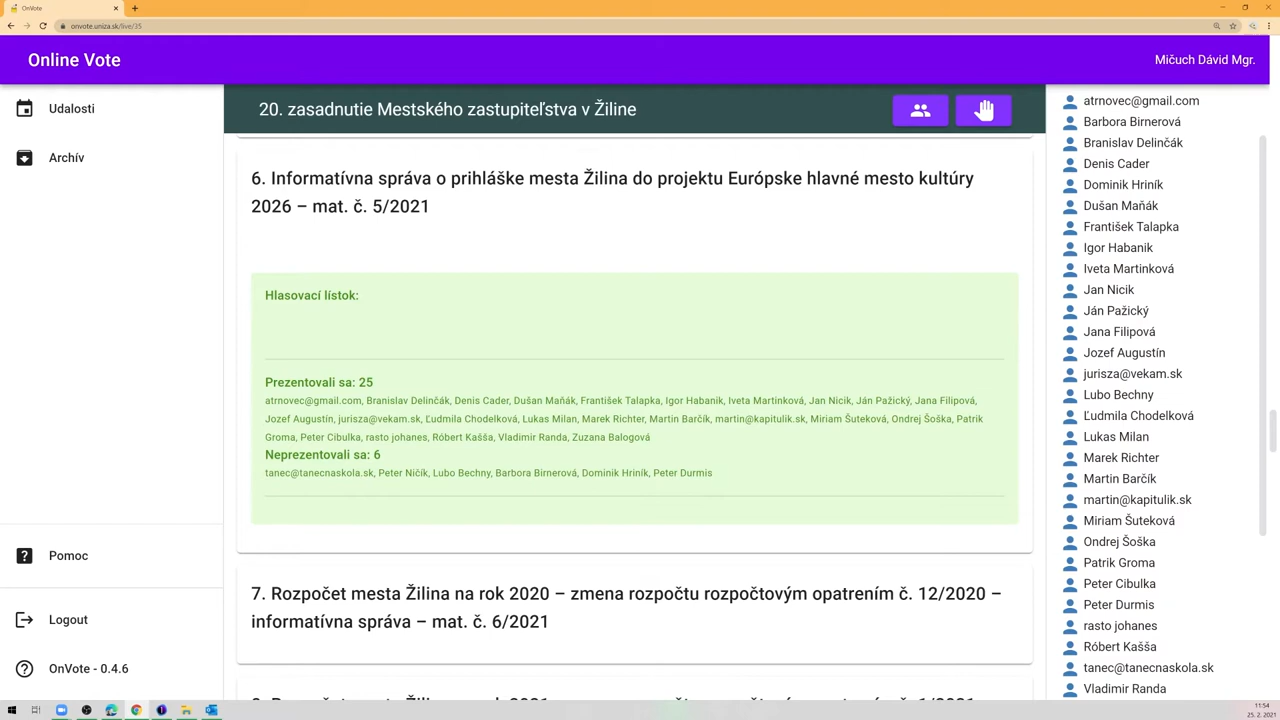 OnVote
onvote.uniza.sk/live/35
Online Vote
Mičuch Dávid Mgr.
Udalosti
Archív
Pomoc
Logout
OnVote - 0.4.6
20. zasadnutie Mestského zastupiteľstva v Žiline
6. Informatívna správa o prihláške mesta Žilina do projektu Európske hlavné mesto kultúry
2026 – mat. č. 5/2021
Hlasovací lístok:
Prezentovali sa: 25
atrnovec@gmail.com, Branislav Delinčák, Denis Cader, Dušan Maňák, František Talapka, Igor Habanik, Iveta Martinková, Jan Nicik, Ján Pažický, Jana Filipová,
Jozef Augustín, jurisza@vekam.sk, Ľudmila Chodelková, Lukas Milan, Marek Richter, Martin Barčík, martin@kapitulik.sk, Miriam Šuteková, Ondrej Šoška, Patrik
Groma, Peter Cibulka, rasto johanes, Róbert Kašša, Vladimir Randa, Zuzana Balogová
Neprezentovali sa: 6
tanec@tanecnaskola.sk, Peter Ničík, Lubo Bechny, Barbora Birnerová, Dominik Hriník, Peter Durmis
7. Rozpočet mesta Žilina na rok 2020 – zmena rozpočtu rozpočtovým opatrením č. 12/2020 –
informatívna správa – mat. č. 6/2021
atrnovec@gmail.com
Barbora Birnerová
Branislav Delinčák
Denis Cader
Dominik Hriník
Dušan Maňák
František Talapka
Igor Habanik
Iveta Martinková
Jan Nicik
Ján Pažický
Jana Filipová
Jozef Augustín
jurisza@vekam.sk
Lubo Bechny
Ľudmila Chodelková
Lukas Milan
Marek Richter
Martin Barčík
martin@kapitulik.sk
Miriam Šuteková
Ondrej Šoška
Patrik Groma
Peter Cibulka
Peter Durmis
rasto johanes
Róbert Kašša
tanec@tanecnaskola.sk
Vladimir Randa
11:54
25. 2. 2021